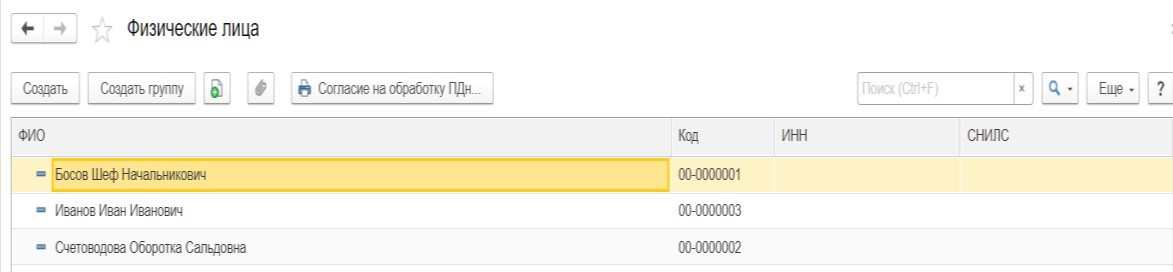 Физические лица
Создать Создать группу Согласие на обработку ПДн... Поиск (Ctrl+F) x Еще ?
ФИО Код ИНН СНИЛС
Босов Шеф Начальникович 00-0000001
Иванов Иван Иванович 00-0000003
Счетоводова Оборотка Сальдовна 00-0000002